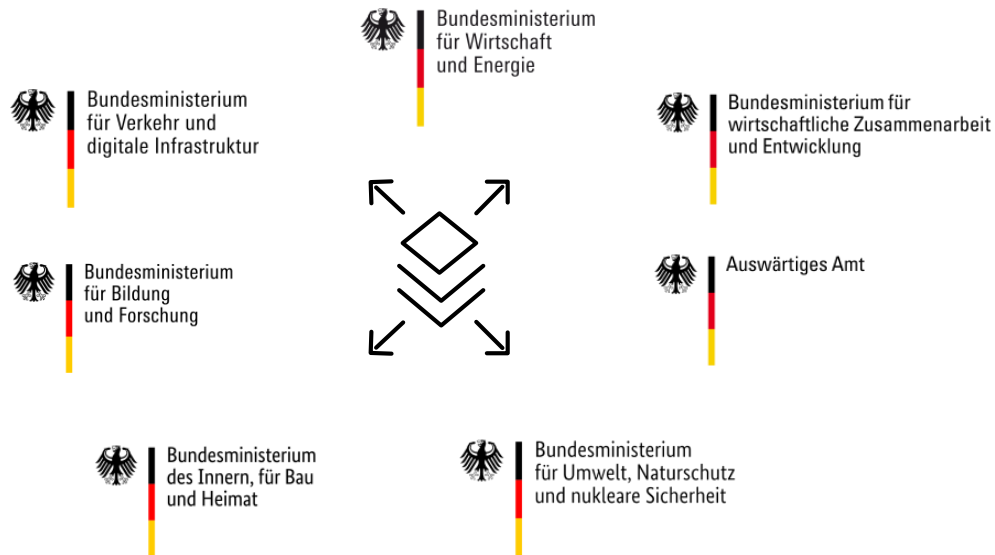 Bundesministerium
für Wirtschaft
und Energie
Bundesministerium
für Verkehr und
digitale Infrastruktur
Bundesministerium für
wirtschaftliche Zusammenarbeit
und Entwicklung
Bundesministerium
für Bildung
und Forschung
Auswärtiges Amt
Bundesministerium
des Innern, für Bau
und Heimat
Bundesministerium
für Umwelt, Naturschutz
und nukleare Sicherheit